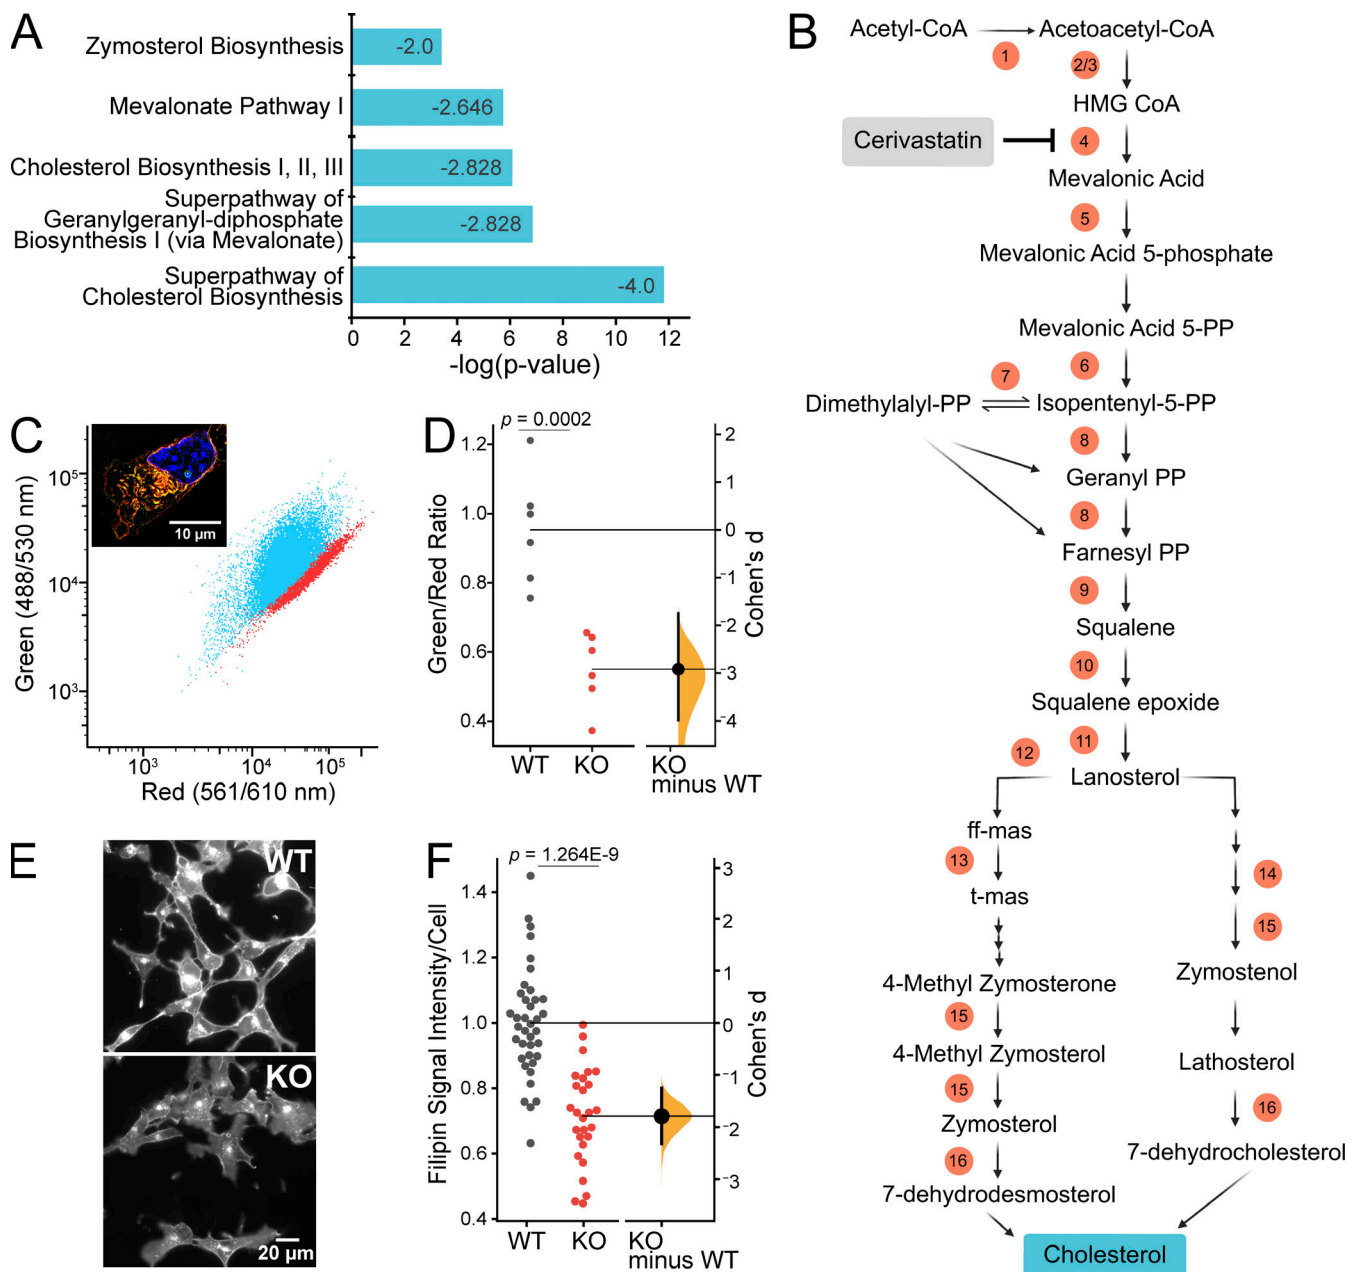 A
Zymosterol Biosynthesis
-2.0
Mevalonate Pathway I
-2.646
Cholesterol Biosynthesis I, II, III
-2.828
Superpathway of
Geranylgeranyl-diphosphate
Biosynthesis I (via Mevalonate)
-2.828
Superpathway of
Cholesterol Biosynthesis
-4.0
0 2 4 6 8 10 12
-log(p-value)
B
Acetyl-CoA
1
Acetoacetyl-CoA
2/3
HMG CoA
Cerivastatin
4
Mevalonic Acid
5
Mevalonic Acid 5-phosphate
Mevalonic Acid 5-PP
6
7
Dimethylalyl-PP
Isopentenyl-5-PP
8
Geranyl PP
8
Farnesyl PP
9
Squalene
10
Squalene epoxide
12
11
Lanosterol
ff-mas
13
t-mas
4-Methyl Zymosterone
15
4-Methyl Zymosterol
15
Zymosterol
16
7-dehydrodesmosterol
14
15
Zymostenol
Lathosterol
16
7-dehydrocholesterol
Cholesterol
C
10 µm
Green (488/530 nm)
10⁵
10⁴
10³
10³ 10⁴ 10⁵
Red (561/610 nm)
D
p = 0.0002
Green/Red Ratio
1.2
1.0
0.8
0.6
0.4
WT KO KO
minus WT
2
1
0
-1
-2
-3
-4
Cohen's d
E
WT
KO
20 µm
F
p = 1.264E-9
Filipin Signal Intensity/Cell
1.4
1.2
1.0
0.8
0.6
0.4
WT KO KO
minus WT
3
2
1
0
-1
-2
-3
Cohen's d